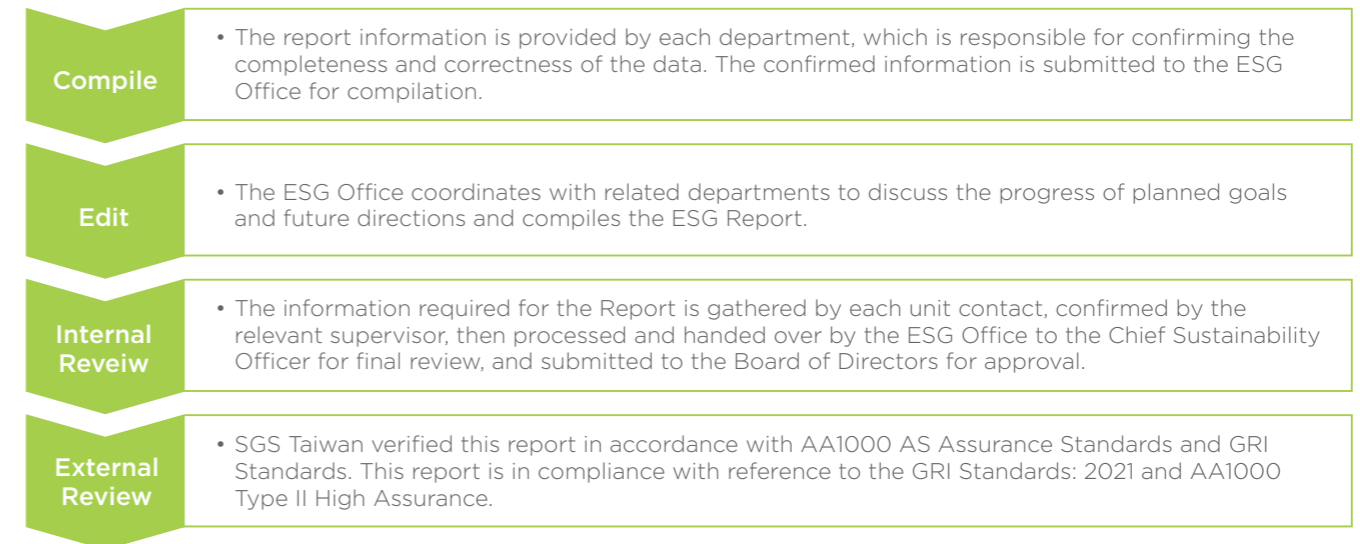 Compile
• The report information is provided by each department, which is responsible for confirming the
completeness and correctness of the data. The confirmed information is submitted to the ESG
Office for compilation.
Edit
• The ESG Office coordinates with related departments to discuss the progress of planned goals
and future directions and compiles the ESG Report.
Internal
Reveiw
• The information required for the Report is gathered by each unit contact, confirmed by the
relevant supervisor, then processed and handed over by the ESG Office to the Chief Sustainability
Officer for final review, and submitted to the Board of Directors for approval.
External
Review
• SGS Taiwan verified this report in accordance with AA1000 AS Assurance Standards and GRI
Standards. This report is in compliance with reference to the GRI Standards: 2021 and AA1000
Type II High Assurance.